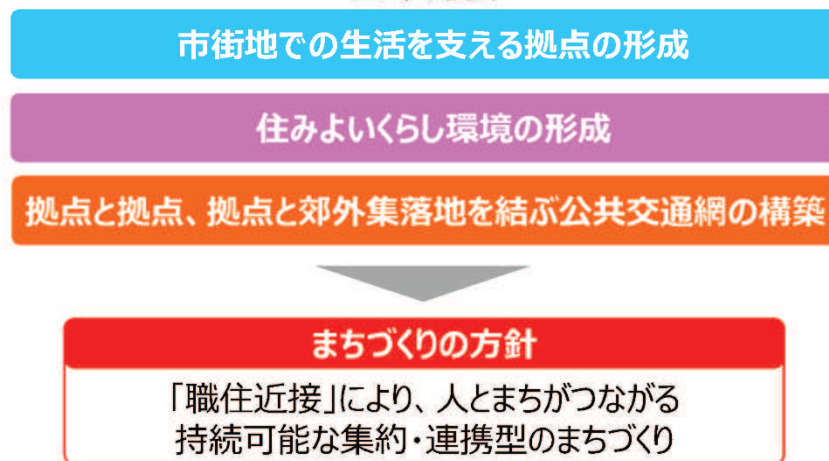 市街地での生活を支える拠点の形成
住みよいくらし環境の形成
拠点と拠点、拠点と郊外集落地を結ぶ公共交通網の構築
まちづくりの方針
「職住近接」により、人とまちがつながる
持続可能な集約・連携型のまちづくり